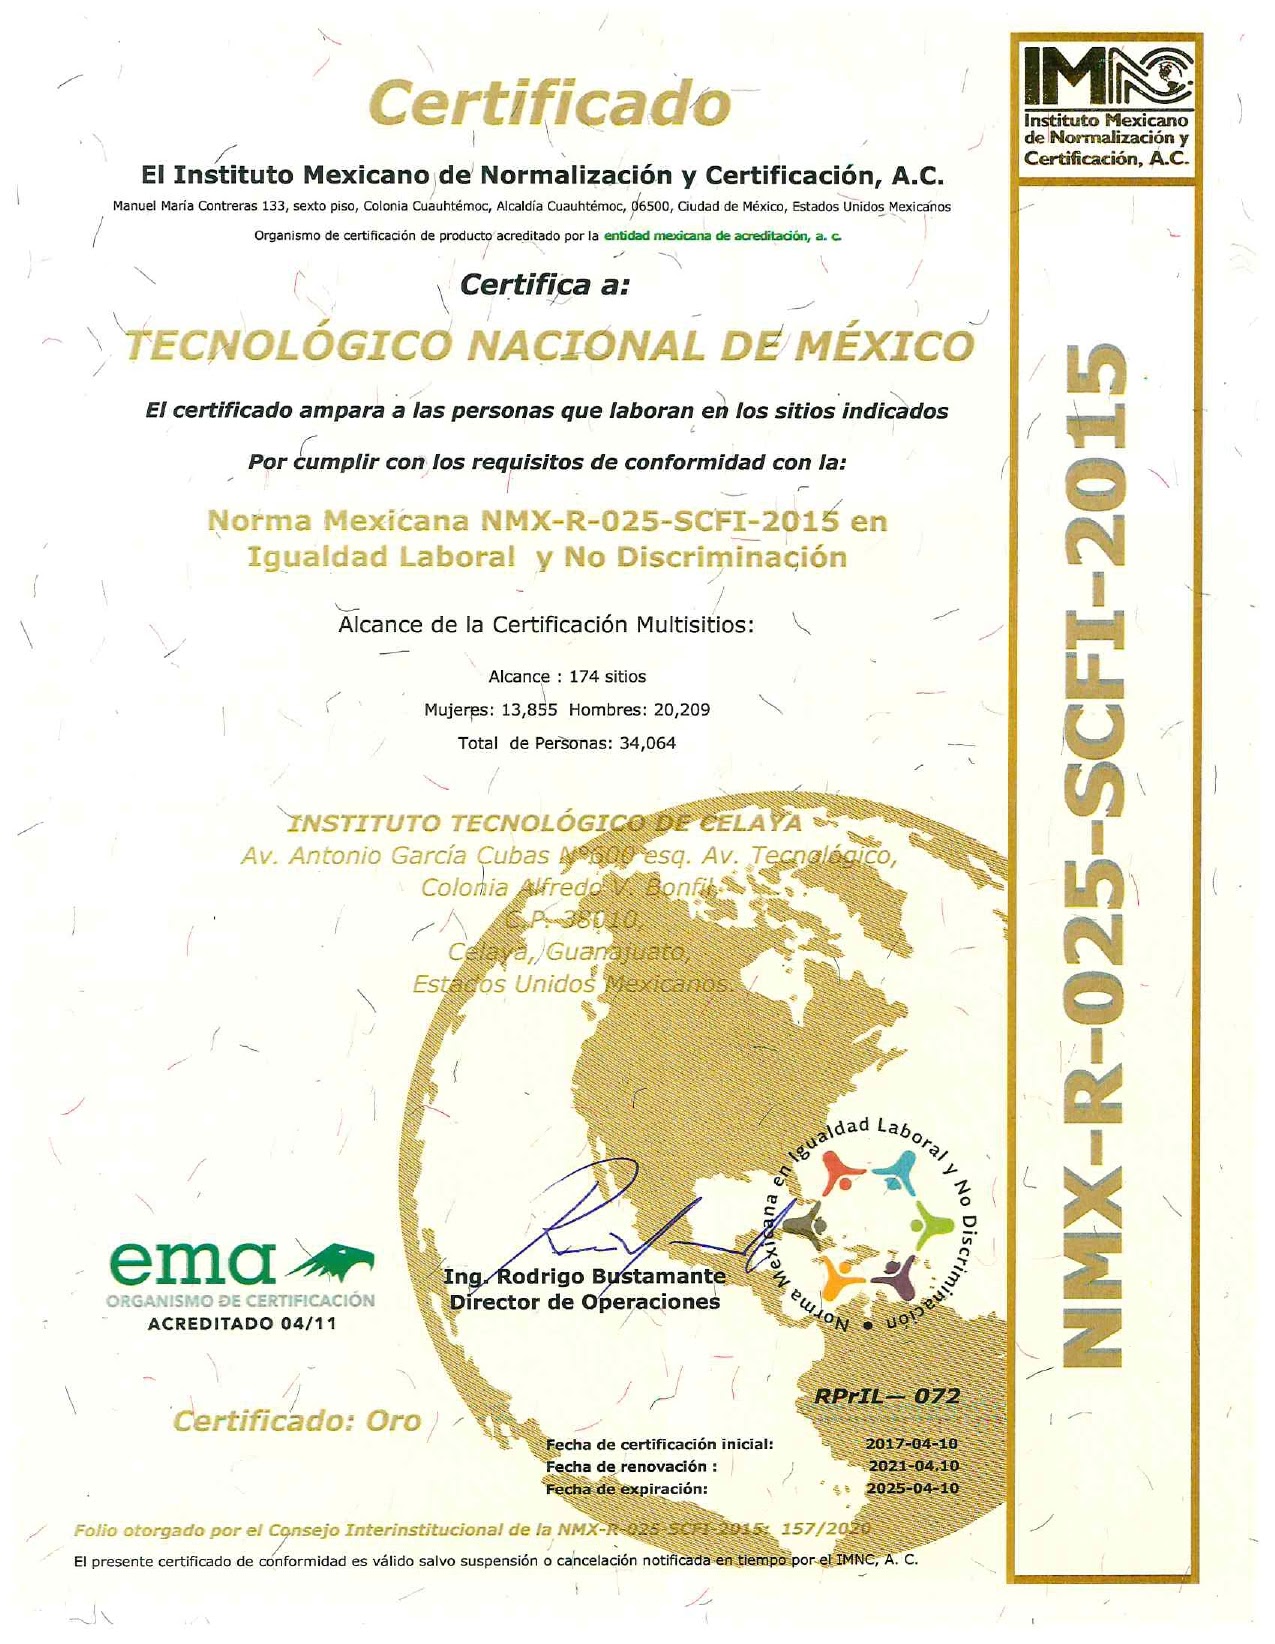 Certificado
El Instituto Mexicano de Normalización y Certificación, A.C.
Manuel María Contreras 133, sexto piso, Colonia Cuauhtémoc, Alcaldía Cuauhtémoc, 06500, Ciudad de México, Estados Unidos Mexicanos
Organismo de certificación de producto acreditado por la entidad mexicana de acreditación, a. c.
Certifica a:
TECNOLÓGICO NACIONAL DE MÉXICO
El certificado ampara a las personas que laboran en los sitios indicados
Por cumplir con los requisitos de conformidad con la:
Norma Mexicana NMX-R-025-SCFI-2015 en
Igualdad Laboral y No Discriminación
Alcance de la Certificación Multisitios:
Alcance : 174 sitios
Mujeres: 13,855 Hombres: 20,209
Total de Personas: 34,064
INSTITUTO TECNOLÓGICO DE CELAYA
Av. Antonio García Cubas N°600 esq. Av. Tecnológico,
Colonia Alfredo V. Bonfil,
C.P. 38010,
Celaya, Guanajuato,
Estados Unidos Mexicanos.
ema
ORGANISMO DE CERTIFICACIÓN
ACREDITADO 04/11
Ing. Rodrigo Bustamante
Director de Operaciones
Norma Mexicana en Igualdad Laboral y No Discriminación •
RPrIL— 072
Certificado: Oro
Fecha de certificación inicial: 2017-04-10
Fecha de renovación : 2021-04.10
Fecha de expiración: 2025-04-10
Folio otorgado por el Consejo Interinstitucional de la NMX-R-025-SCFI-2015: 157/2020
El presente certificado de conformidad es válido salvo suspensión o cancelación notificada en tiempo por el IMNC, A. C.
IMNC
Instituto Mexicano
de Normalización y
Certificación, A.C.
NMX-R-025-SCFI-2015